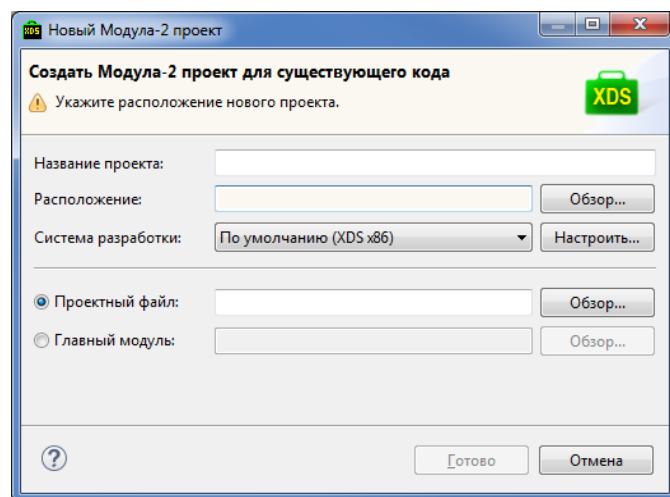 XDS Новый Модула-2 проект
Создать Модула-2 проект для существующего кода
Укажите расположение нового проекта.
XDS
Название проекта:
Расположение: Обзор...
Система разработки: По умолчанию (XDS x86) Настроить...
Проектный файл: Обзор...
Главный модуль: Обзор...
? Готово Отмена